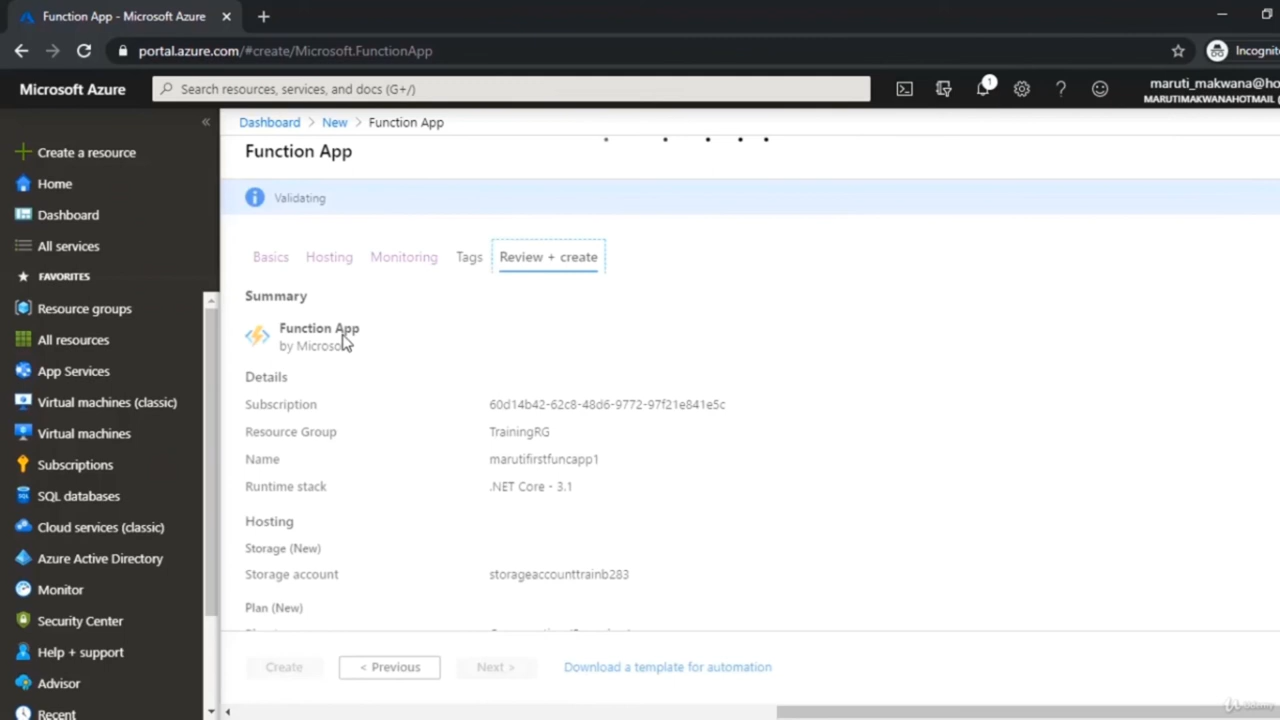 Function App - Microsoft Azure
portal.azure.com/#create/Microsoft.FunctionApp
Incognit
Microsoft Azure
Search resources, services, and docs (G+/)
1
maruti_makwana@ho
MARUTIMAKWANAHOTMAIL (
Dashboard > New > Function App
Function App
Validating
Create a resource
Home
Dashboard
All services
FAVORITES
Resource groups
All resources
App Services
Virtual machines (classic)
Virtual machines
Subscriptions
SQL databases
Cloud services (classic)
Azure Active Directory
Monitor
Security Center
Help + support
Advisor
Recent
Basics Hosting Monitoring Tags Review + create
Summary
Function App
by Microso
Details
Subscription 60d14b42-62c8-48d6-9772-97f21e841e5c
Resource Group TrainingRG
Name marutifirstfuncapp1
Runtime stack .NET Core - 3.1
Hosting
Storage (New)
Storage account storageaccounttrainb283
Plan (New)
Create < Previous Next > Download a template for automation
Udemy